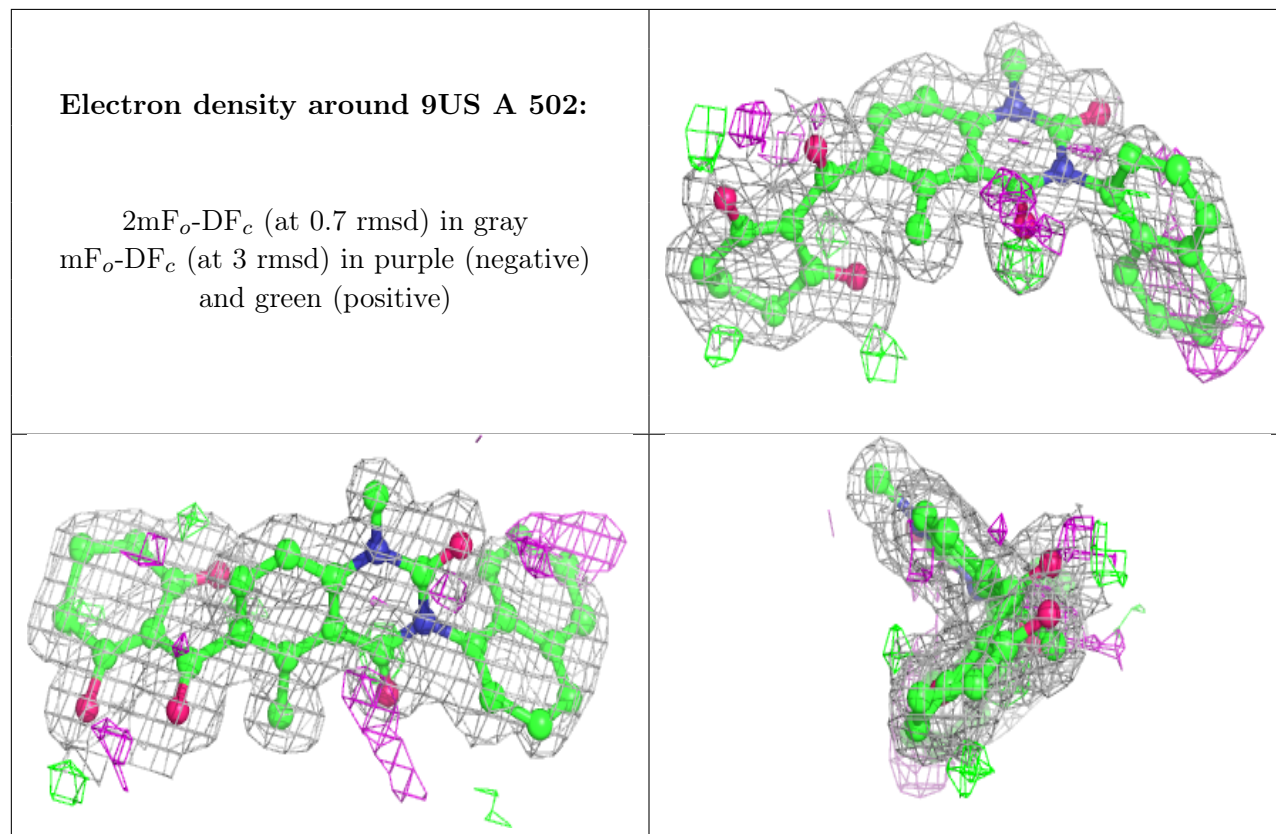 Electron density around 9US A 502:
2mFo-DFc (at 0.7 rmsd) in gray
mFo-DFc (at 3 rmsd) in purple (negative)
and green (positive)